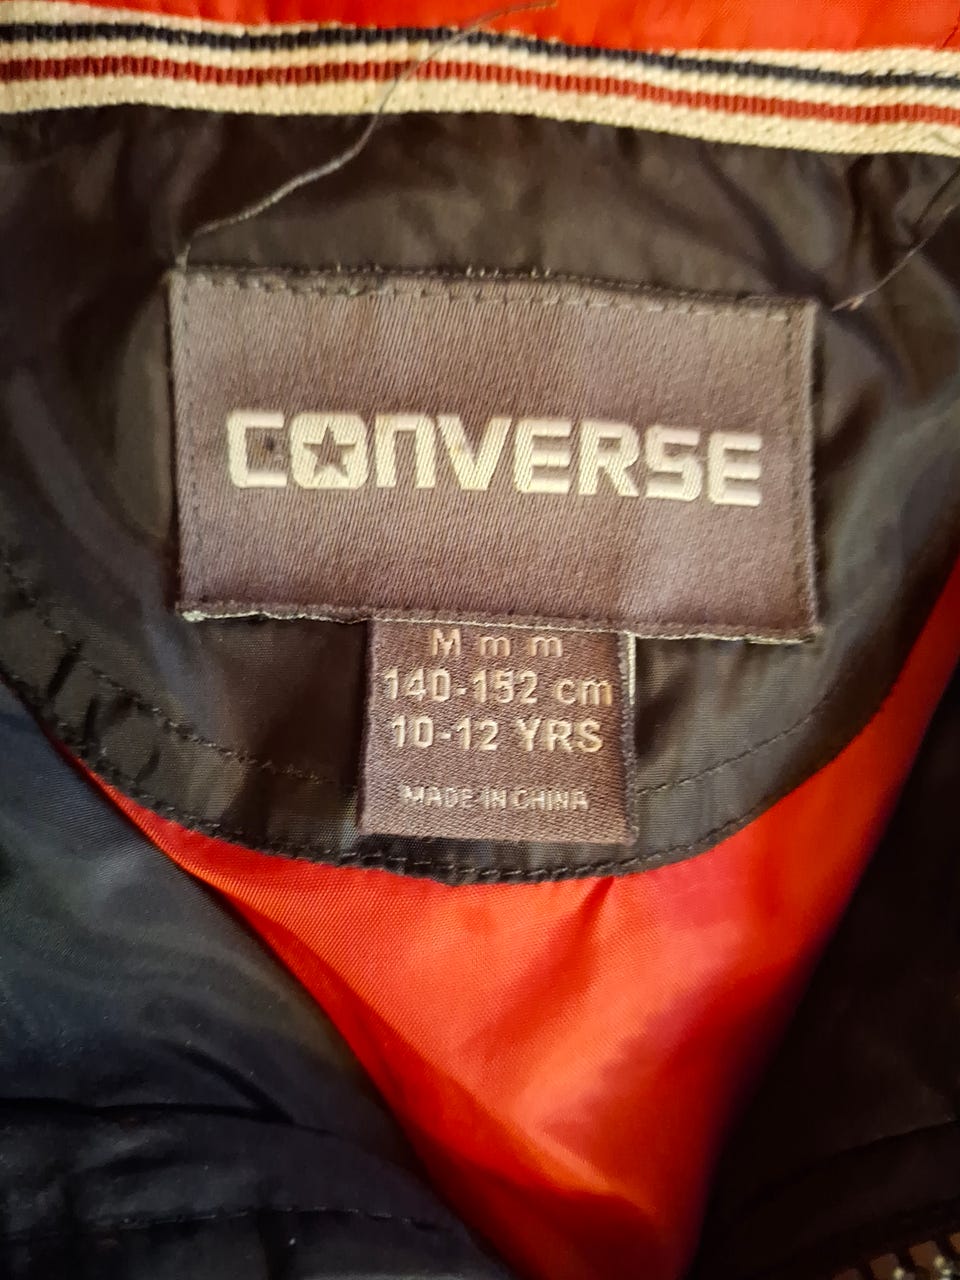 CONVERSE
M m m
140-152 cm
10-12 YRS
MADE IN CHINA